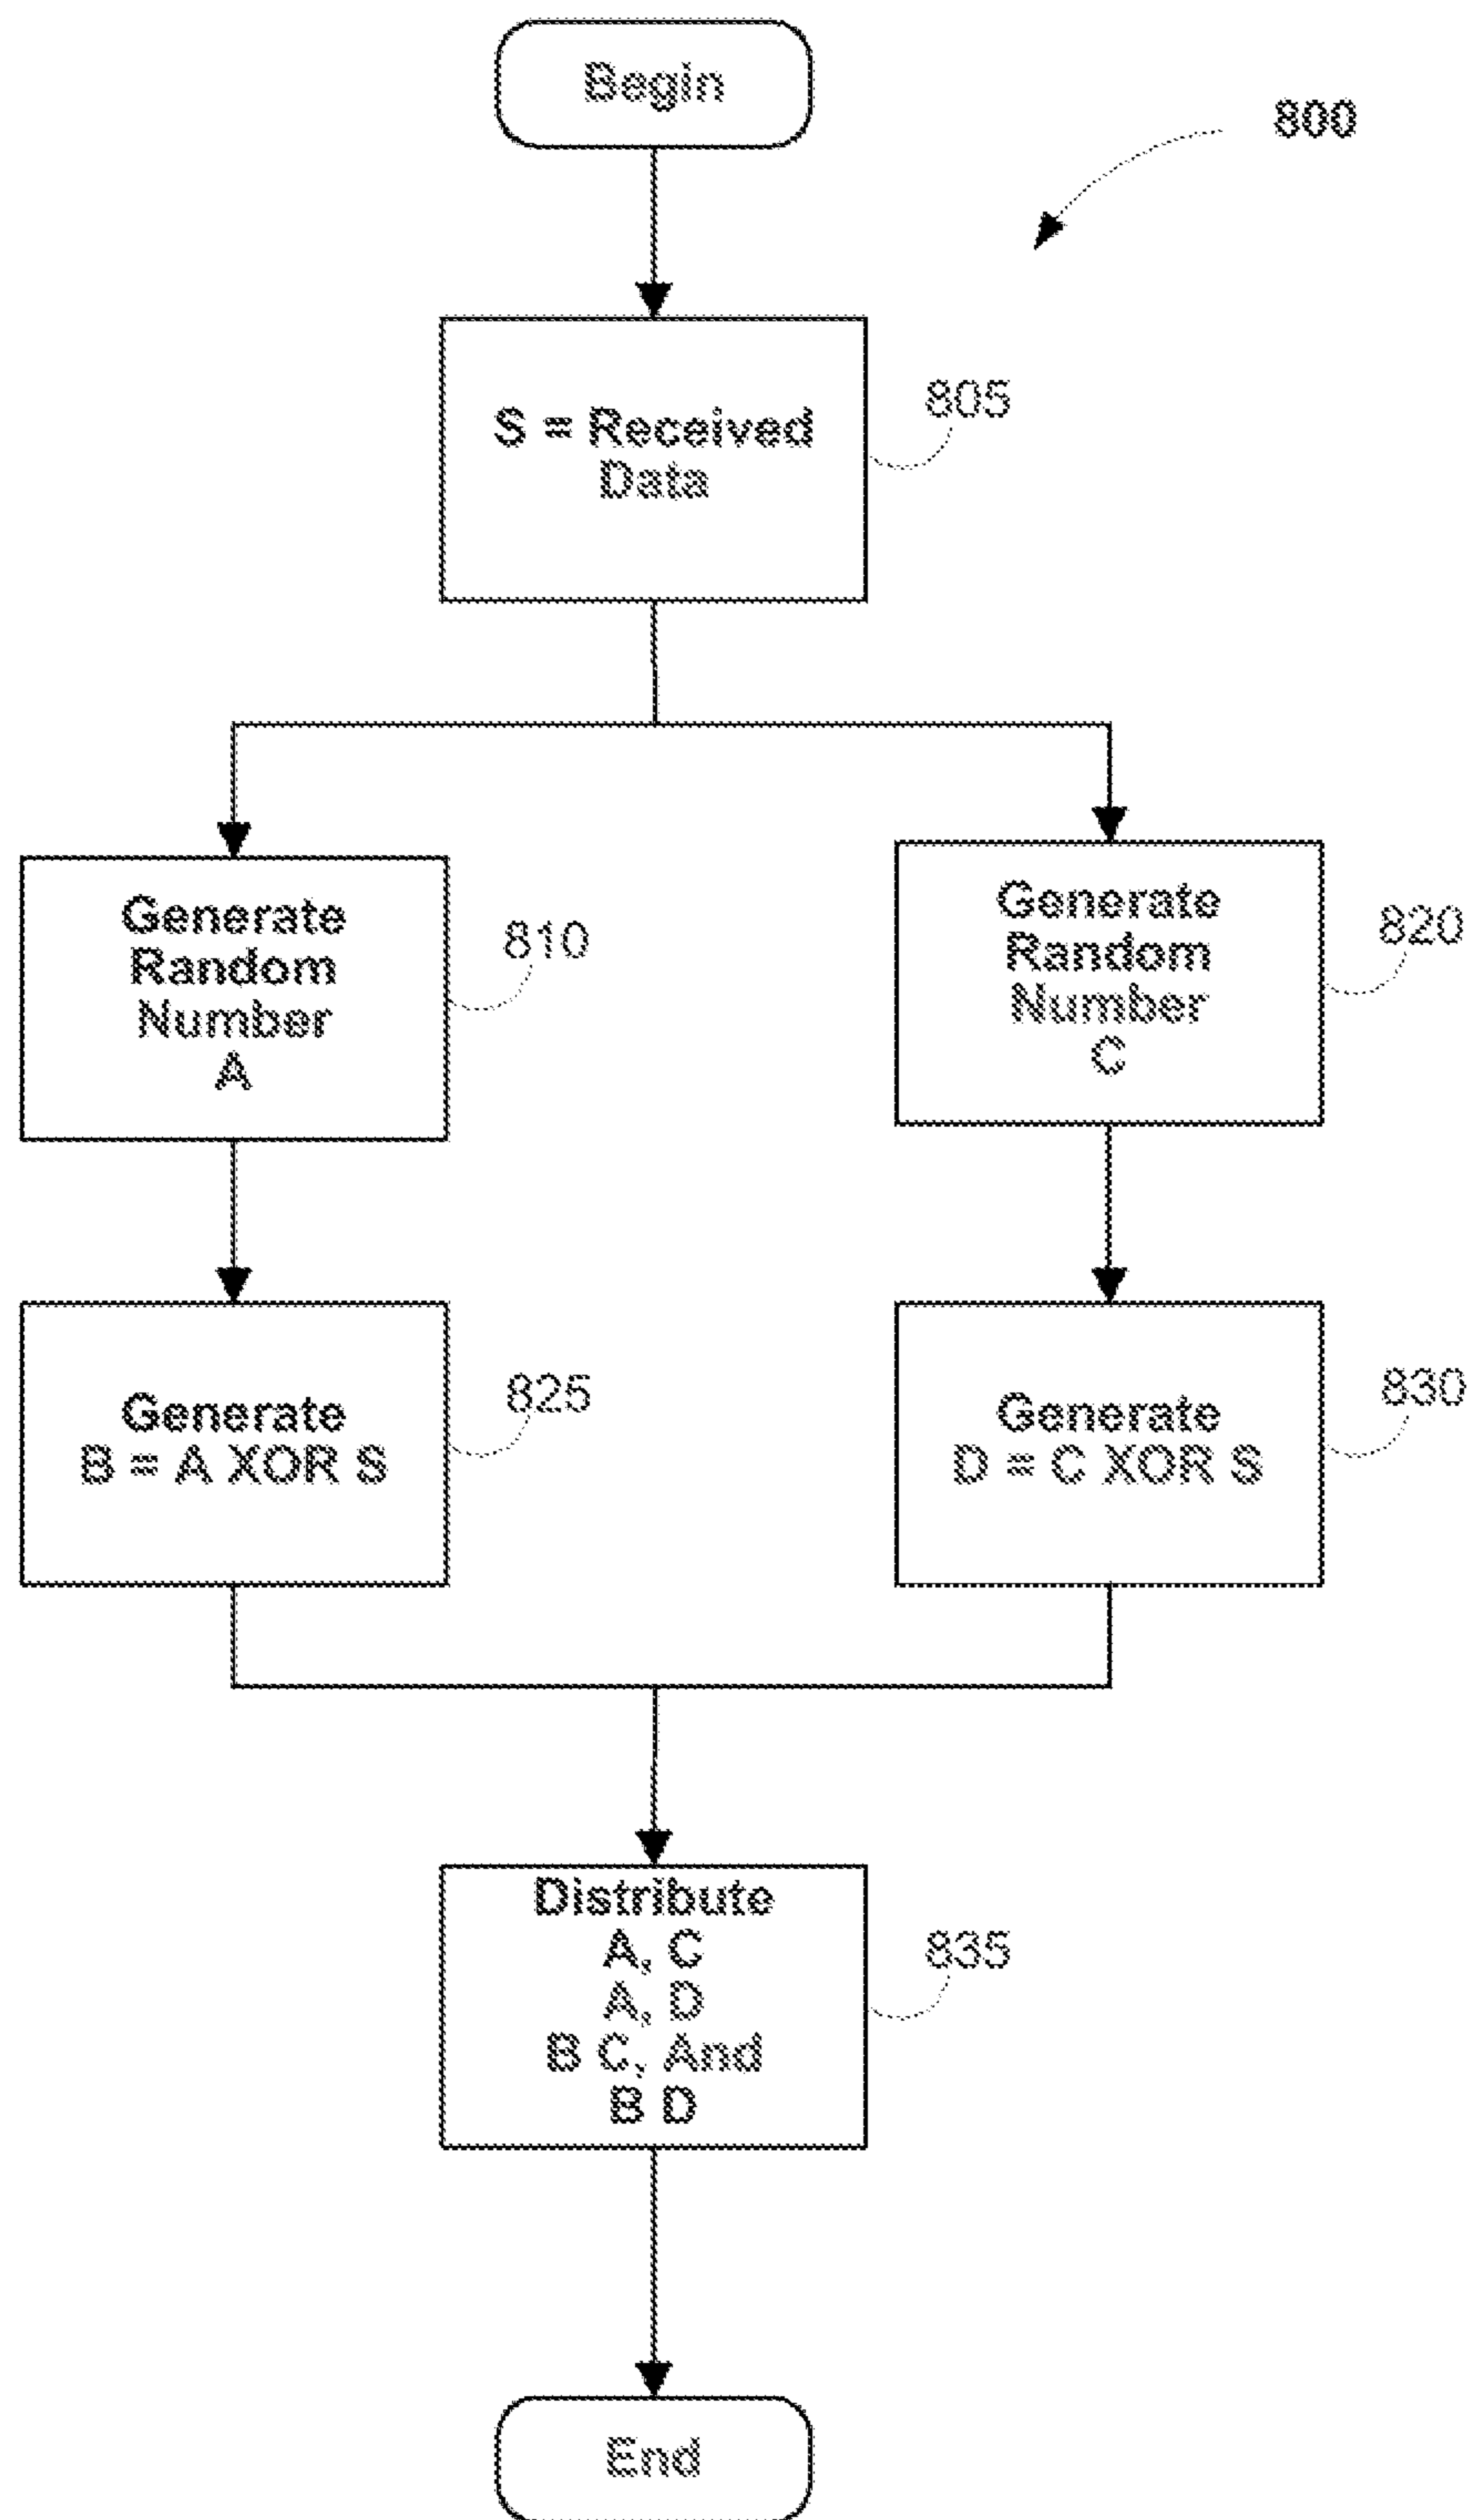 Begin
800
S = Received
Data
805
Generate
Random
Number
A
810
Generate
Random
Number
C
820
Generate
B = A XOR S
825
Generate
D = C XOR S
830
Distribute
A, C
A, D
B C, And
B D
835
End